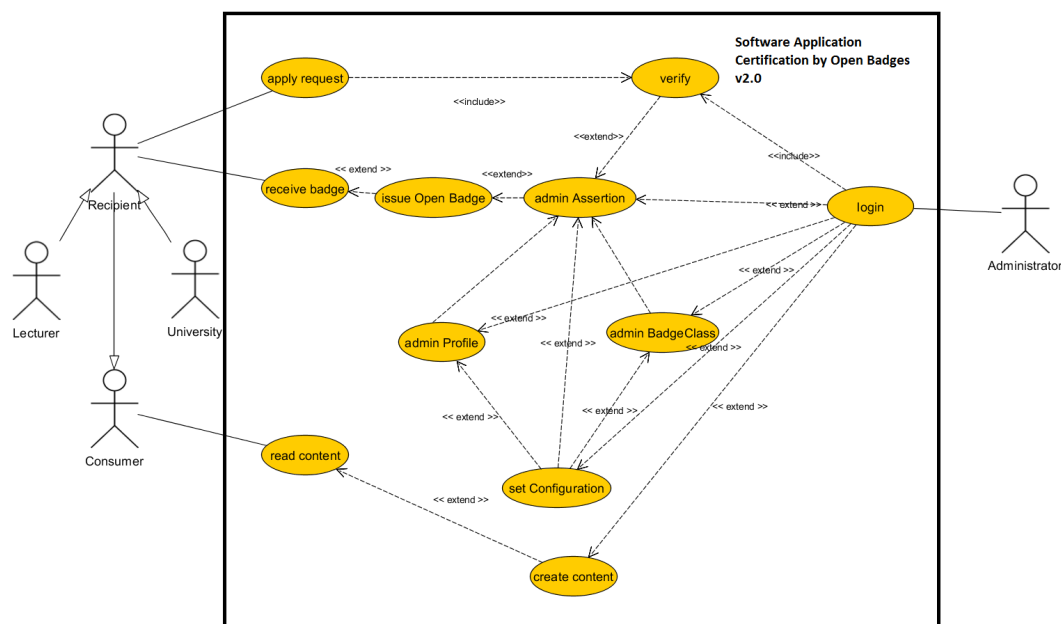 Software Application
Certification by Open Badges
v2.0
apply request
verify
<<include>>
<<extend>>
<<include>>
Recipient
receive badge
<< extend >>
issue Open Badge
<<extend>>
admin Assertion
<< extend >>
login
Administrator
Lecturer
University
<< extend >>
<< extend >>
<< extend >>
admin Profile
admin BadgeClass
<< extend >>
<< extend >>
<< extend >>
<< extend >>
Consumer
read content
set Configuration
<< extend >>
create content